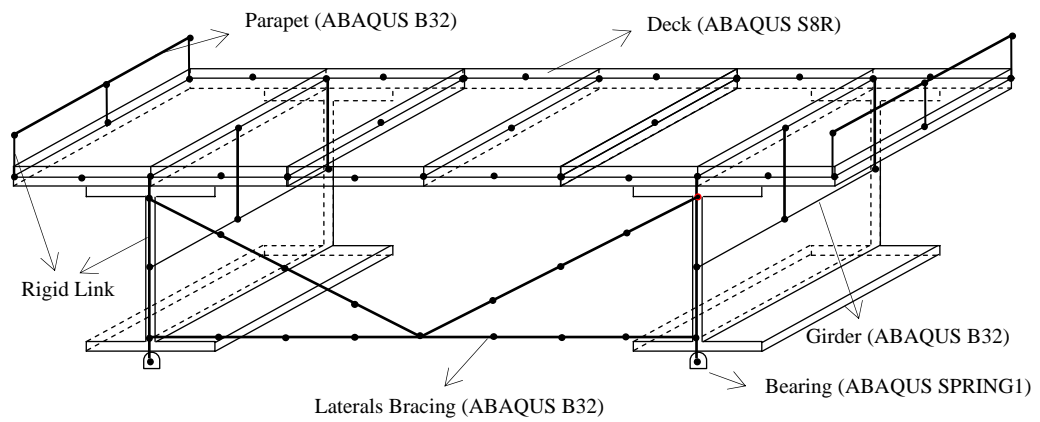 Parapet (ABAQUS B32)
Deck (ABAQUS S8R)
Rigid Link
Girder (ABAQUS B32)
Bearing (ABAQUS SPRING1)
Laterals Bracing (ABAQUS B32)